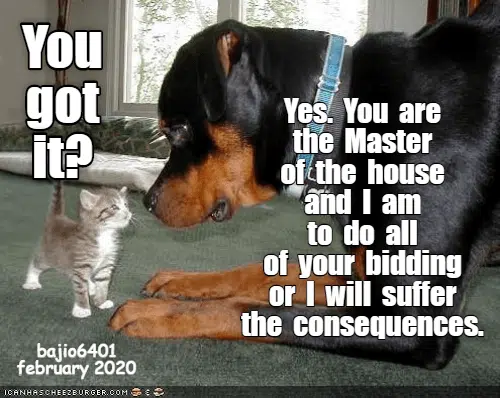 You
got
it?
Yes. You are
the Master
of the house
and I am
to do all
of your bidding
or I will suffer
the consequences.
bajio6401
february 2020
ICANHASCHEEZBURGER.COM